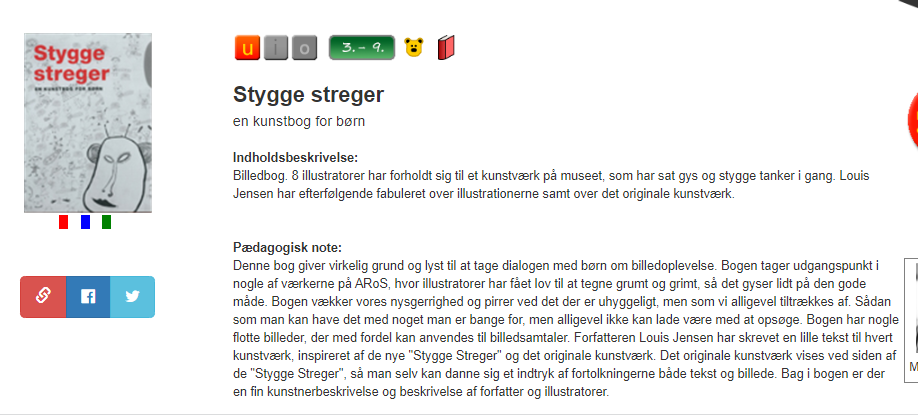 Stygge
streger
EN KUNSTBOG FOR BØRN
u i o 3.- 9.
Stygge streger
en kunstbog for børn
Indholdsbeskrivelse:
Billedbog. 8 illustratorer har forholdt sig til et kunstværk på museet, som har sat gys og stygge tanker i gang. Louis
Jensen har efterfølgende fabuleret over illustrationerne samt over det originale kunstværk.
Pædagogisk note:
Denne bog giver virkelig grund og lyst til at tage dialogen med børn om billedoplevelse. Bogen tager udgangspunkt i
nogle af værkerne på ARoS, hvor illustratorer har fået lov til at tegne grumt og grimt, så det gyser lidt på den gode
måde. Bogen vækker vores nysgerrighed og pirrer ved det der er uhyggeligt, men som vi alligevel tiltrækkes af. Sådan
som man kan have det med noget man er bange for, men alligevel ikke kan lade være med at opsøge. Bogen har nogle
flotte billeder, der med fordel kan anvendes til billedsamtaler. Forfatteren Louis Jensen har skrevet en lille tekst til hvert
kunstværk, inspireret af de nye "Stygge Streger" og det originale kunstværk. Det originale kunstværk vises ved siden af
de "Stygge Streger", så man selv kan danne sig et indtryk af fortolkningerne både tekst og billede. Bag i bogen er der
en fin kunstnerbeskrivelse og beskrivelse af forfatter og illustratorer.
M